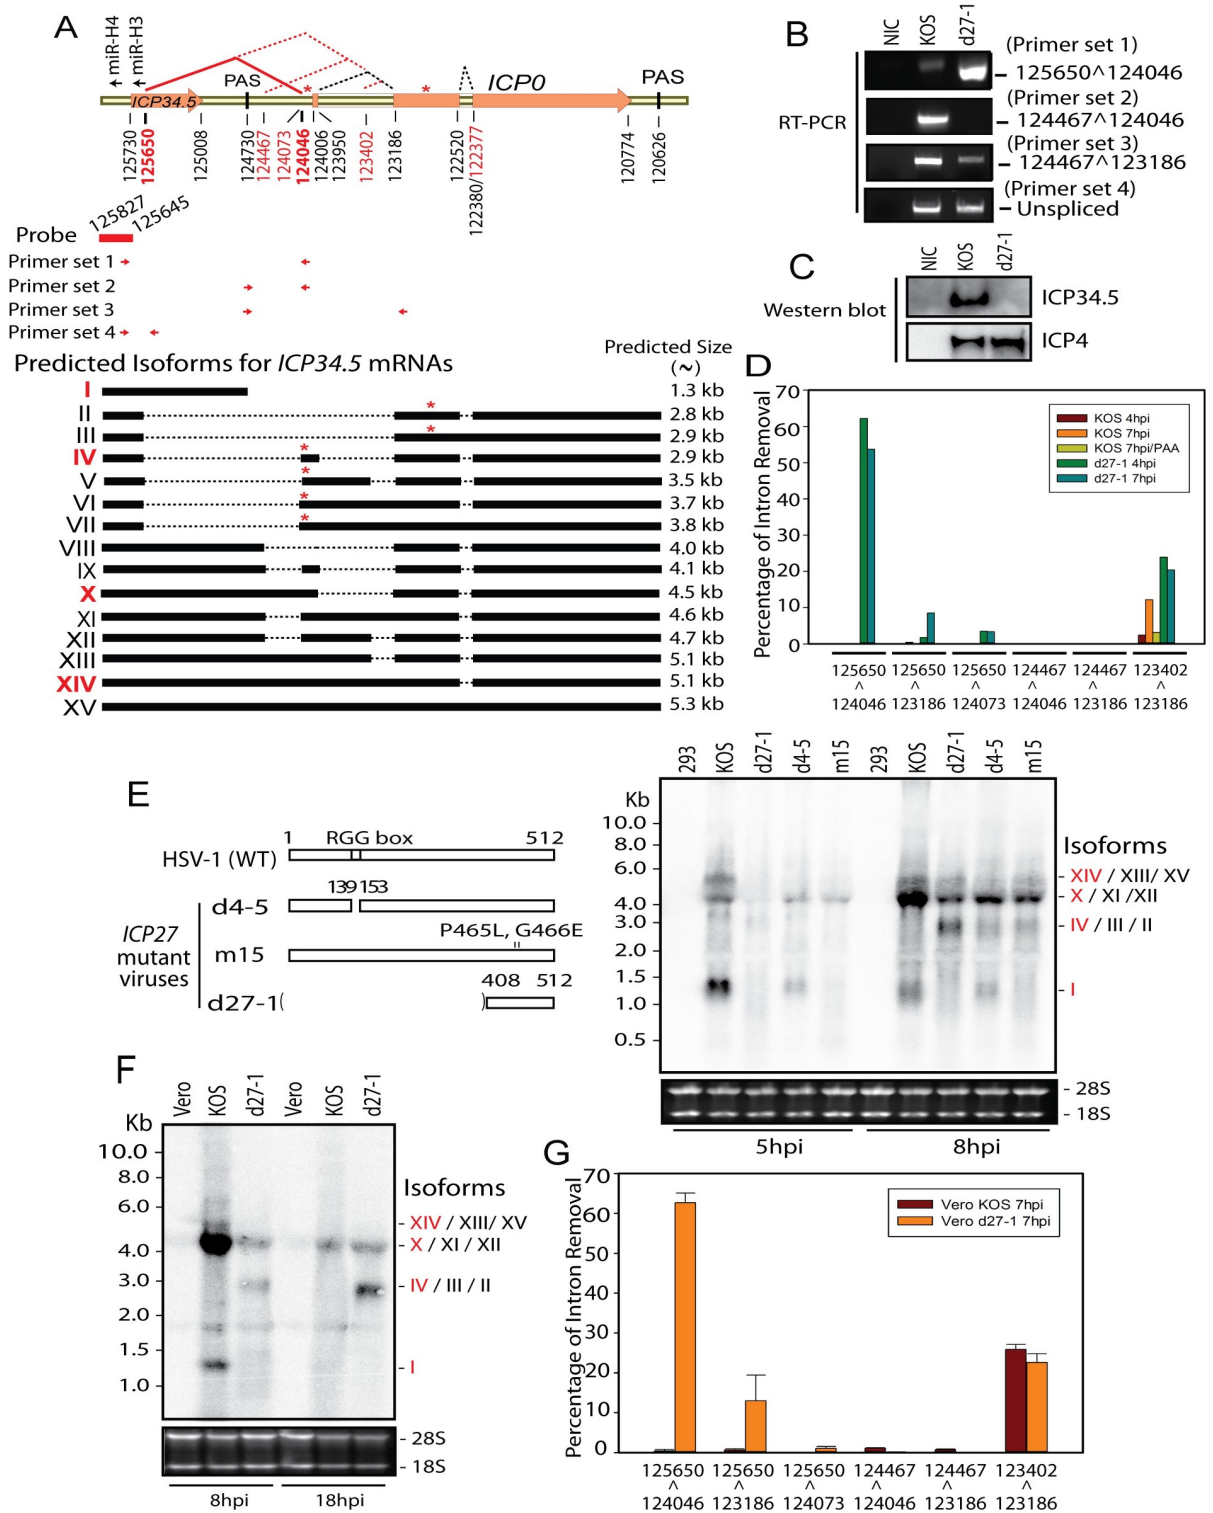 A
miR-H4
miR-H3
PAS
*
*
ICP0
PAS
ICP34.5
125730
125650
125008
124730
124467
124073
124046
124006
123950
123402
123186
122520
122380/122377
120774
120626
125827
125645
Probe
Primer set 1
Primer set 2
Primer set 3
Primer set 4
Predicted Isoforms for ICP34.5 mRNAs
Predicted Size
(~)
I 1.3 kb
II * 2.8 kb
III * 2.9 kb
IV * 2.9 kb
V * 3.5 kb
VI * 3.7 kb
VII * 3.8 kb
VIII 4.0 kb
IX 4.1 kb
X 4.5 kb
XI 4.6 kb
XII 4.7 kb
XIII 5.1 kb
XIV 5.1 kb
XV 5.3 kb
B
NIC KOS d27-1
RT-PCR
(Primer set 1)
125650^124046
(Primer set 2)
124467^124046
(Primer set 3)
124467^123186
(Primer set 4)
Unspliced
C
NIC KOS d27-1
Western blot
ICP34.5
ICP4
D
Percentage of Intron Removal
70
60
50
40
30
20
10
0
KOS 4hpi
KOS 7hpi
KOS 7hpi/PAA
d27-1 4hpi
d27-1 7hpi
125650 125650 125650 124467 124467 123402
^ ^ ^ ^ ^ ^
124046 123186 124073 124046 123186 123186
E
1 RGG box 512
HSV-1 (WT)
139 153
d4-5
P465L, G466E
ICP27
mutant
viruses
m15
408 512
d27-1( )
293 KOS d27-1 d4-5 m15 293 KOS d27-1 d4-5 m15
Kb
10.0
8.0
6.0
4.0
3.0
2.0
1.5
1.0
0.5
Isoforms
XIV / XIII/ XV
X / XI /XII
IV / III / II
I
- 28S
- 18S
5hpi 8hpi
F
Vero KOS d27-1 Vero KOS d27-1
Kb
10.0
8.0
6.0
4.0
3.0
2.0
1.5
1.0
Isoforms
- XIV / XIII/ XV
- X / XI / XII
- IV / III / II
- I
- 28S
- 18S
8hpi 18hpi
G
Percentage of Intron Removal
70
60
50
40
30
20
10
0
Vero KOS 7hpi
Vero d27-1 7hpi
125650 125650 125650 124467 124467 123402
^ ^ ^ ^ ^ ^
124046 123186 124073 124046 123186 123186